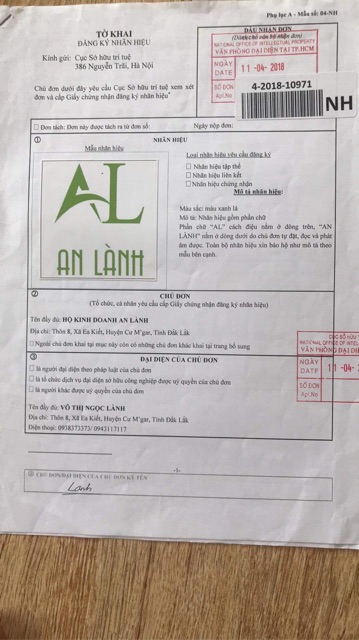 Phụ lục A - Mẫu số: 04-NH
TỜ KHAI
ĐĂNG KÝ NHÃN HIỆU
Kính gửi: Cục Sở hữu trí tuệ
386 Nguyễn Trãi, Hà Nội
Chủ đơn dưới đây yêu cầu Cục Sở hữu trí tuệ xem xét
đơn và cấp Giấy chứng nhận đăng ký nhãn hiệu*
DẤU NHẬN ĐƠN
(Dành cho cán bộ nhận đơn)
NATIONAL OFFICE OF INTELLECTUAL PROPERTY
VĂN PHÒNG ĐẠI DIỆN TẠI TP.HCM
NGÀY
DATE
11 -04- 2018
SỐ ĐƠN
4-2018-10971
NH
☐ Đơn tách: Đơn này được tách ra từ đơn số:
Ngày nộp đơn:
① NHÃN HIỆU
Mẫu nhãn hiệu
AL
AN LÀNH
Loại nhãn hiệu yêu cầu đăng ký
☐ Nhãn hiệu tập thể
☐ Nhãn hiệu liên kết
☐ Nhãn hiệu chứng nhận
Mô tả nhãn hiệu:
Màu sắc: màu xanh lá
Mô tả: Nhãn hiệu gồm phần chữ
Phần chữ "AL" cách điệu nằm ở dòng trên, "AN
LÀNH" nằm ở dòng dưới do chủ đơn tự đặt, đọc và phát
âm được. Toàn bộ nhãn hiệu xin bảo hộ như mô tả theo
mẫu bên cạnh.
② CHỦ ĐƠN
(Tổ chức, cá nhân yêu cầu cấp Giấy chứng nhận đăng ký nhãn hiệu)
Tên đầy đủ: HỘ KINH DOANH AN LÀNH
Địa chỉ: Thôn 8, Xã Ea Kiết, Huyện Cư M'gar, Tỉnh Đắk Lắk
☐ Ngoài chủ đơn khai tại mục này còn có những chủ đơn khác khai tại trang bổ sung
NATIONAL OFFICE OF INTELLECTUAL
VĂN PHÒNG ĐẠI DIỆ
NGÀY
DATE
11 -04-
SỐ ĐƠN
Apl.No
③ ĐẠI DIỆN CỦA CHỦ ĐƠN
☐ là người đại diện theo pháp luật của chủ đơn
☐ là tổ chức dịch vụ đại diện sở hữu công nghiệp được uỷ quyền của chủ đơn
☐ là người khác được uỷ quyền của chủ đơn
Tên đầy đủ: VÕ THỊ NGỌC LÀNH
Địa chỉ: Thôn 8, Xã Ea Kiết, Huyện Cư M'gar, Tỉnh Đắk Lắk
Điện thoại: 0938373373/ 0943117117
-1-
CHỦ ĐƠN/ĐẠI DIỆN CỦA CHỦ ĐƠN KÝ TÊN
Lành